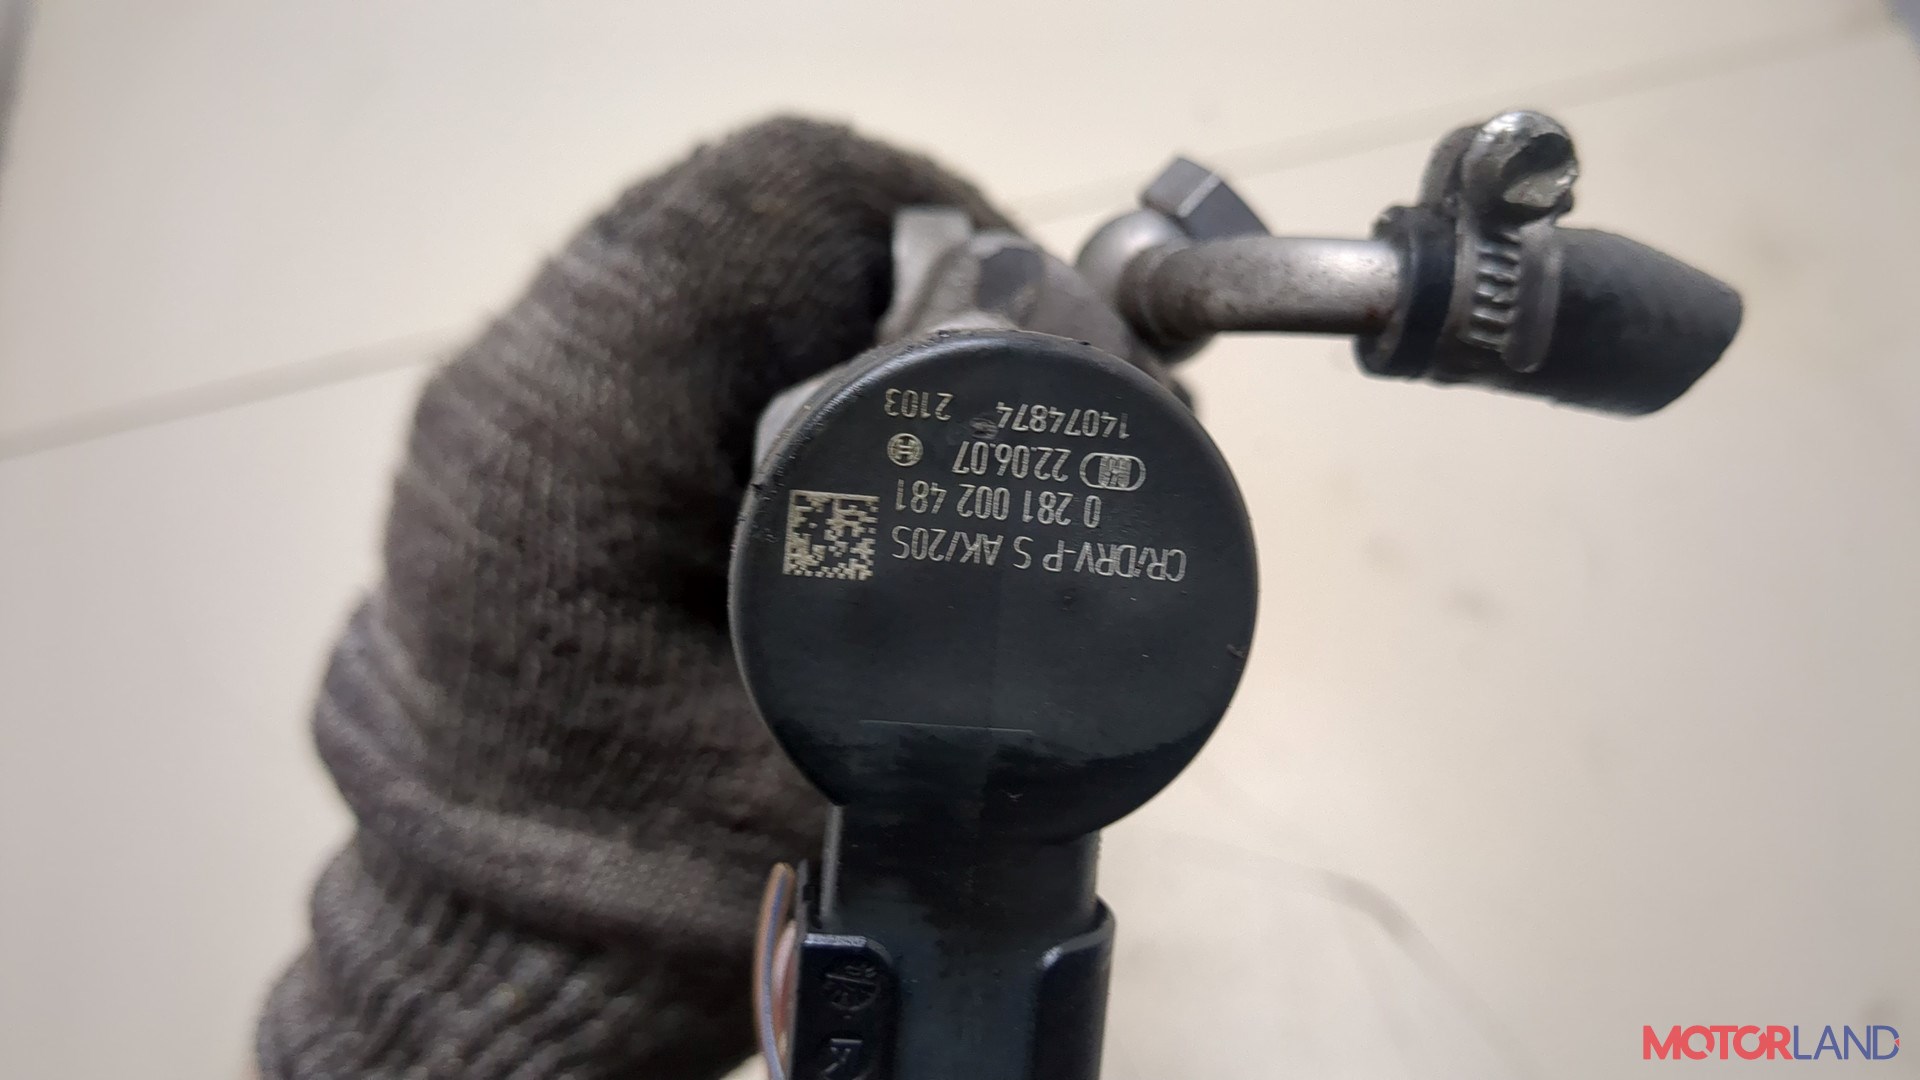 CR/DRV-P S AK/20S
0 281 002 481
22.06.07
14074874 2103
MOTORLAND